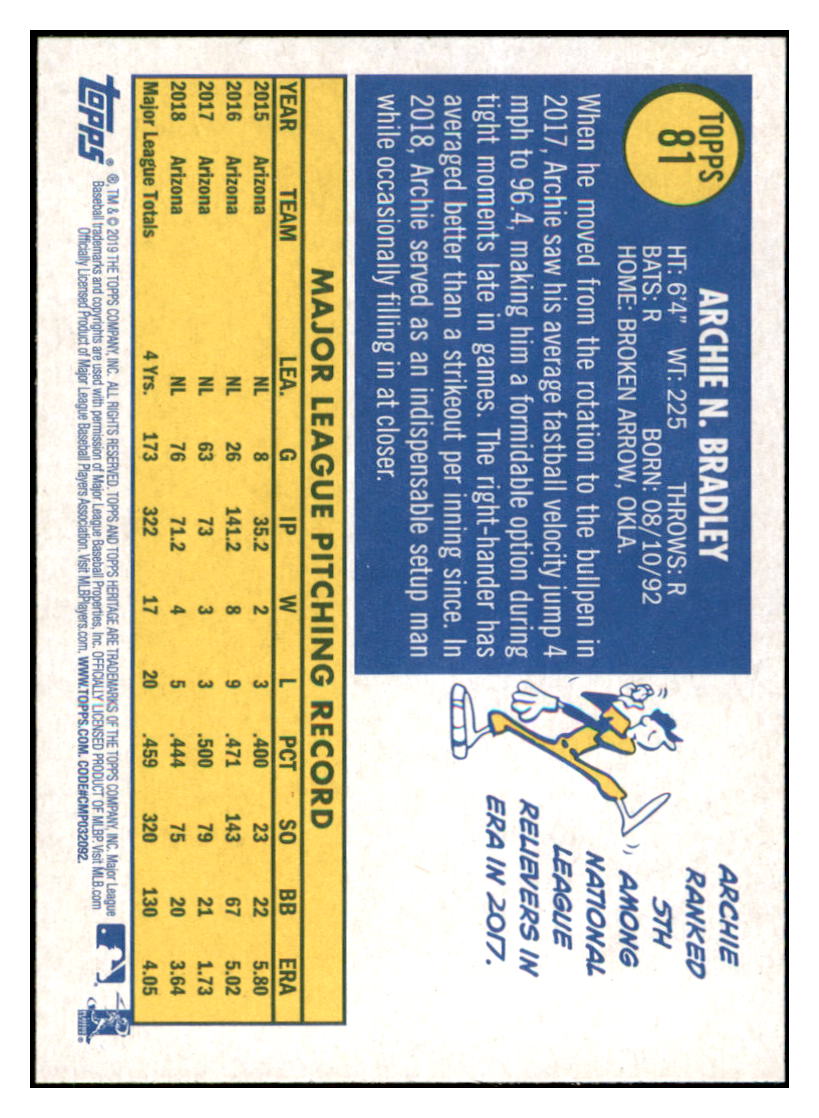 TOPPS
81
ARCHIE N. BRADLEY
HT: 6'4" WT: 225 THROWS: R
BATS: R BORN: 08/10/92
HOME: BROKEN ARROW, OKLA.
When he moved from the rotation to the bullpen in
2017, Archie saw his average fastball velocity jump 4
mph to 96.4, making him a formidable option during
tight moments late in games. The right-hander has
averaged better than a strikeout per inning since. In
2018, Archie served as an indispensable setup man
while occasionally filling in at closer.
ARCHIE
RANKED
5TH
AMONG
NATIONAL
LEAGUE
RELIEVERS IN
ERA IN 2017.
MAJOR LEAGUE PITCHING RECORD
YEAR TEAM LEA. G IP W L PCT SO BB ERA
2015 Arizona NL 8 35.2 2 3 .400 23 22 5.80
2016 Arizona NL 26 141.2 8 9 .471 143 67 5.02
2017 Arizona NL 63 73 3 3 .500 79 21 1.73
2018 Arizona NL 76 71.2 4 5 .444 75 20 3.64
Major League Totals 4 Yrs. 173 322 17 20 .459 320 130 4.05
topps®
®, TM & © 2019 THE TOPPS COMPANY, INC. ALL RIGHTS RESERVED. TOPPS AND TOPPS HERITAGE ARE TRADEMARKS OF THE TOPPS COMPANY, INC. Major League
Baseball trademarks and copyrights are used with permission of Major League Baseball Properties, Inc. OFFICIALLY LICENSED PRODUCT OF MLBP. Visit MLB.com
Officially Licensed Product of Major League Baseball Players Association. Visit MLBPlayers.com. WWW.TOPPS.COM. CODE#CMP032092.